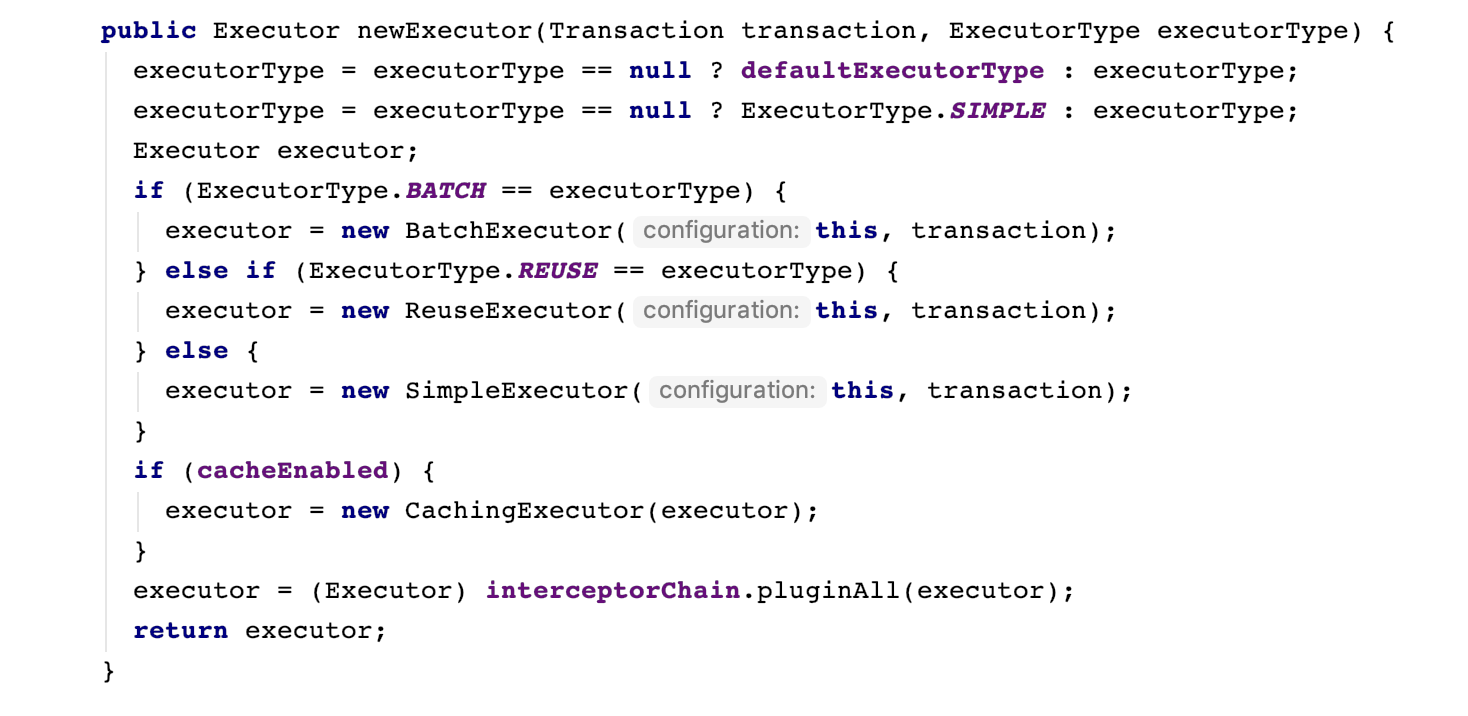 public Executor newExecutor(Transaction transaction, ExecutorType executorType) {
executorType = executorType == null ? defaultExecutorType : executorType;
executorType = executorType == null ? ExecutorType.SIMPLE : executorType;
Executor executor;
if (ExecutorType.BATCH == executorType) {
executor = new BatchExecutor( configuration: this, transaction);
} else if (ExecutorType.REUSE == executorType) {
executor = new ReuseExecutor( configuration: this, transaction);
} else {
executor = new SimpleExecutor( configuration: this, transaction);
}
if (cacheEnabled) {
executor = new CachingExecutor(executor);
}
executor = (Executor) interceptorChain.pluginAll(executor);
return executor;
}